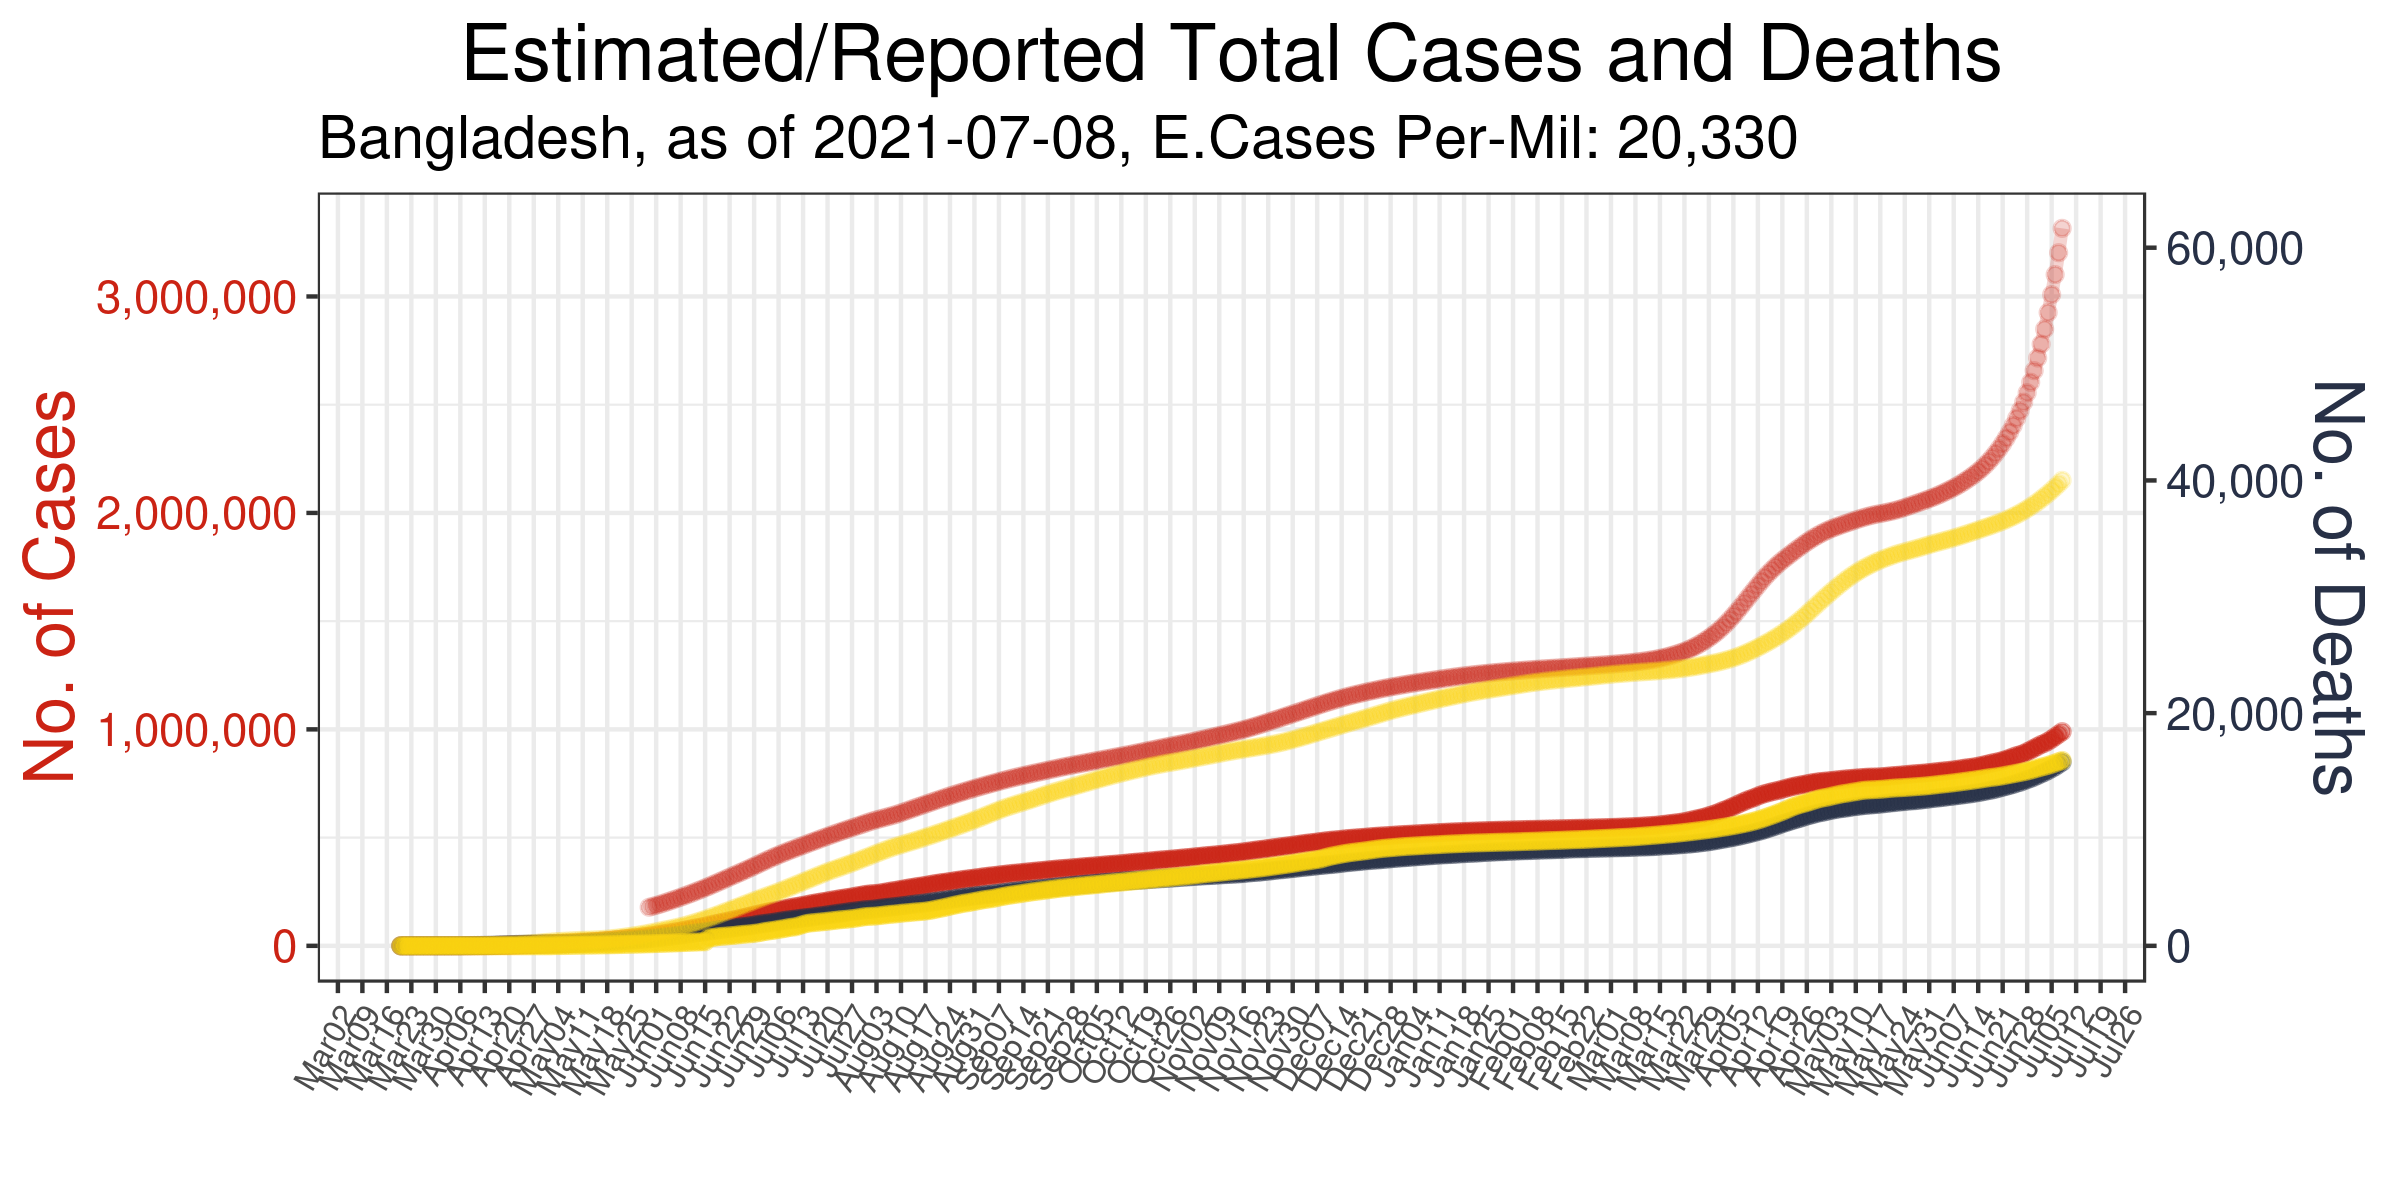 Estimated/Reported Total Cases and Deaths
Bangladesh, as of 2021-07-08, E.Cases Per-Mil: 20,330
No. of Cases
3,000,000
2,000,000
1,000,000
0
60,000
40,000
20,000
0
No. of Deaths
Mar02
Mar09
Mar16
Mar23
Mar30
Apr06
Apr13
Apr20
Apr27
May04
May11
May18
May25
Jun01
Jun08
Jun15
Jun22
Jun29
Jul06
Jul13
Jul20
Jul27
Aug03
Aug10
Aug17
Aug24
Aug31
Sep07
Sep14
Sep21
Sep28
Oct05
Oct12
Oct19
Oct26
Nov02
Nov09
Nov16
Nov23
Nov30
Dec07
Dec14
Dec21
Dec28
Jan04
Jan11
Jan18
Jan25
Feb01
Feb08
Feb15
Feb22
Mar01
Mar08
Mar15
Mar22
Mar29
Apr05
Apr12
Apr19
Apr26
May03
May10
May17
May24
May31
Jun07
Jun14
Jun21
Jun28
Jul05
Jul12
Jul19
Jul26